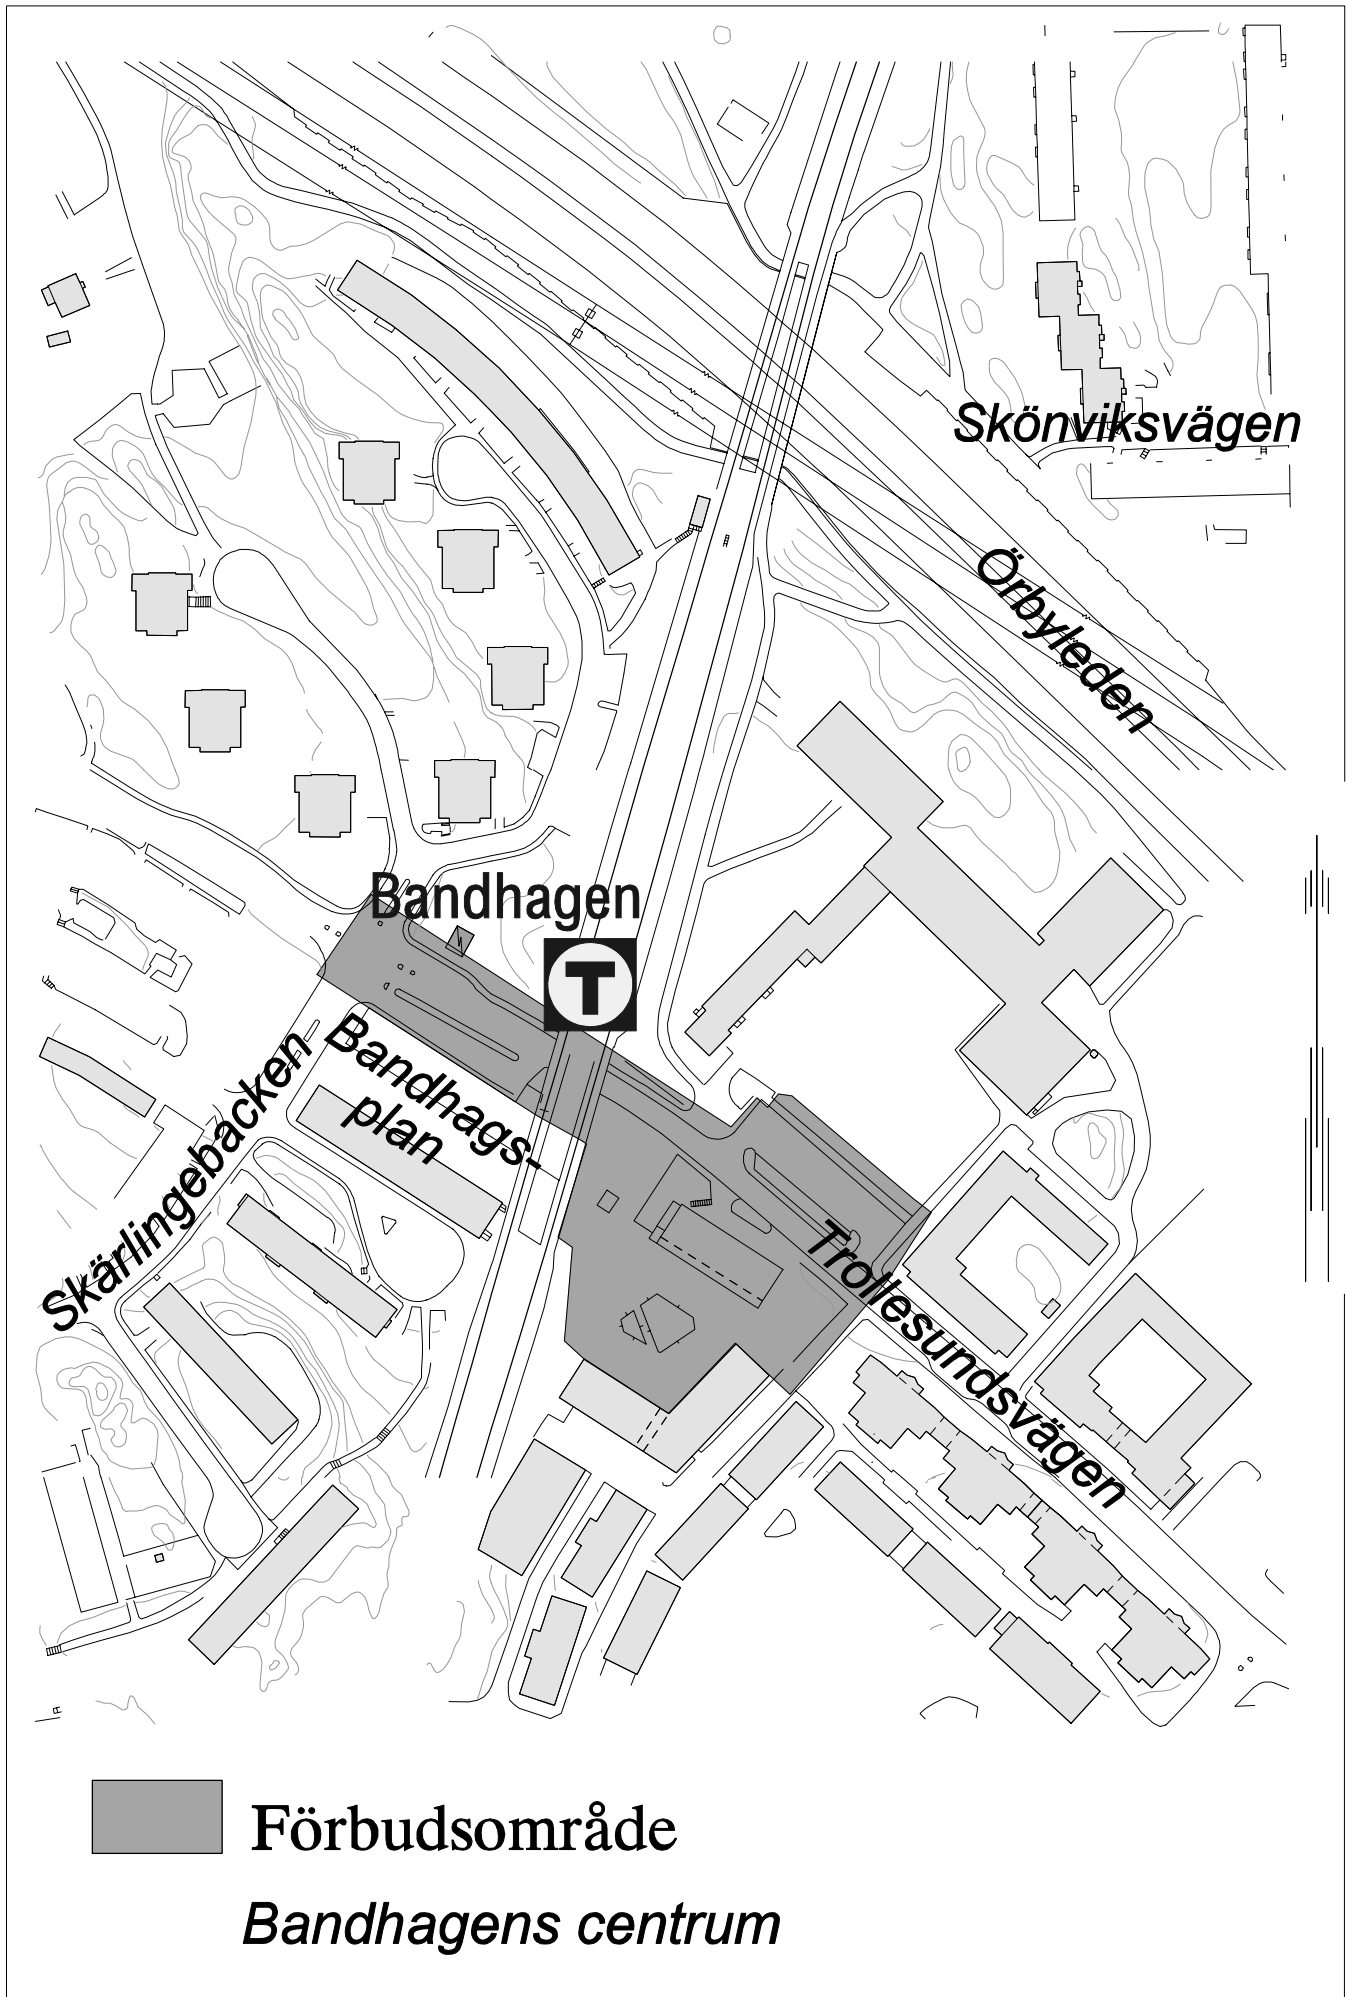 Skönviksvägen
Örbyleden
Bandhagen
T
Bandhags-
plan
Skärlingebacken
Trollesundsvägen
Förbudsområde
Bandhagens centrum